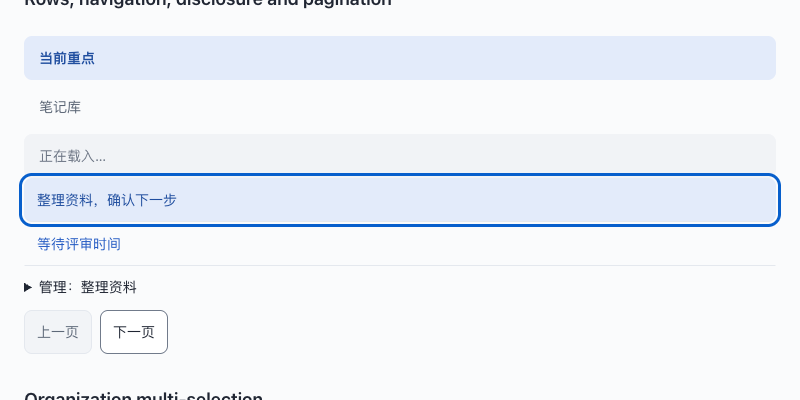 Rows, navigation, disclosure and pagination
当前重点
笔记库
正在载入...
整理资料，确认下一步
等待评审时间
管理：整理资料
上一页
下一页
Organization multi-selection